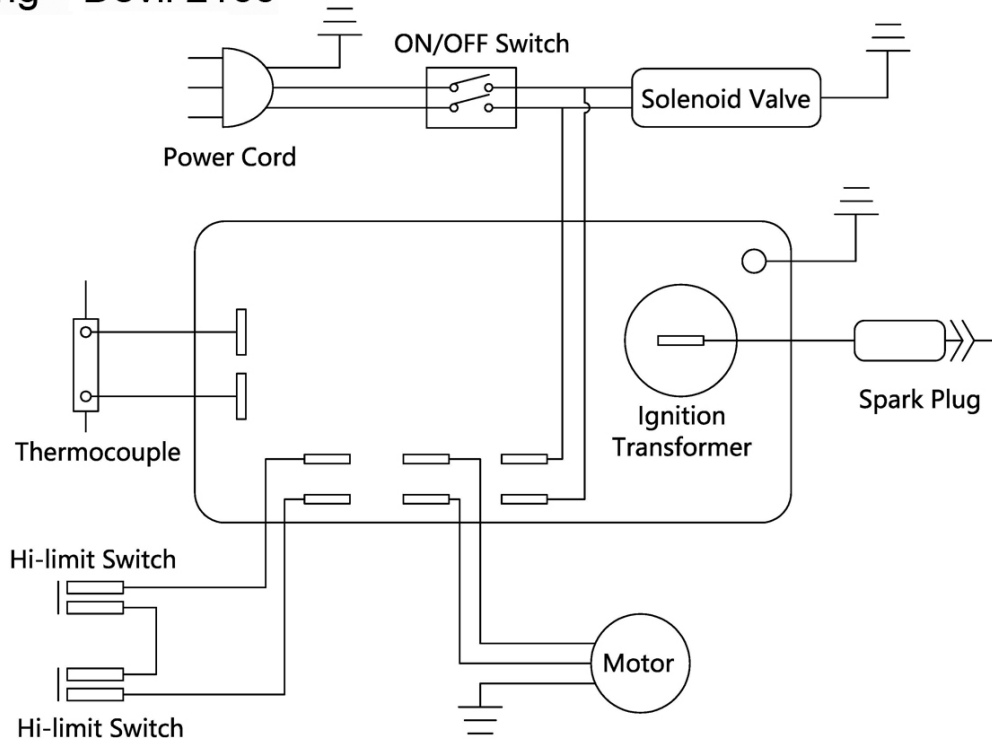 ON/OFF Switch
Solenoid Valve
Power Cord
Ignition
Transformer
Spark Plug
Thermocouple
Hi-limit Switch
Motor
Hi-limit Switch